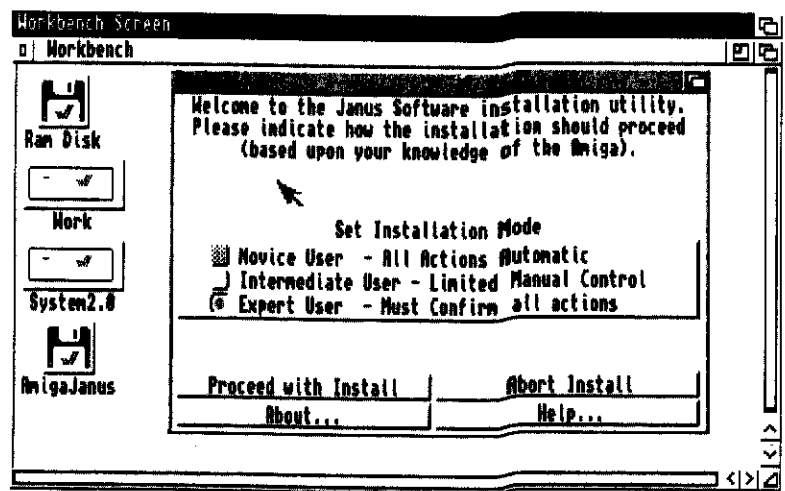 Workbench Screen
Workbench
Ram Disk
Work
System2.0
AmigaJanus
Welcome to the Janus Software installation utility.
Please indicate how the installation should proceed
(based upon your knowledge of the Amiga).
Set Installation Mode
Novice User - All Actions Automatic
Intermediate User - Limited Manual Control
Expert User - Must Confirm all actions
Proceed with Install
Abort Install
About...
Help...